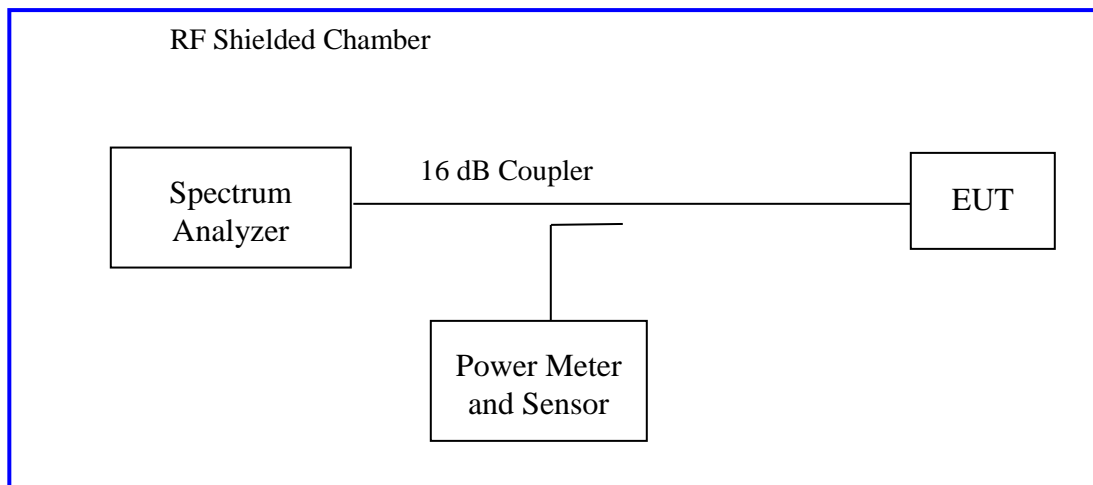 RF Shielded Chamber
16 dB Coupler
Spectrum
Analyzer
EUT
Power Meter
and Sensor